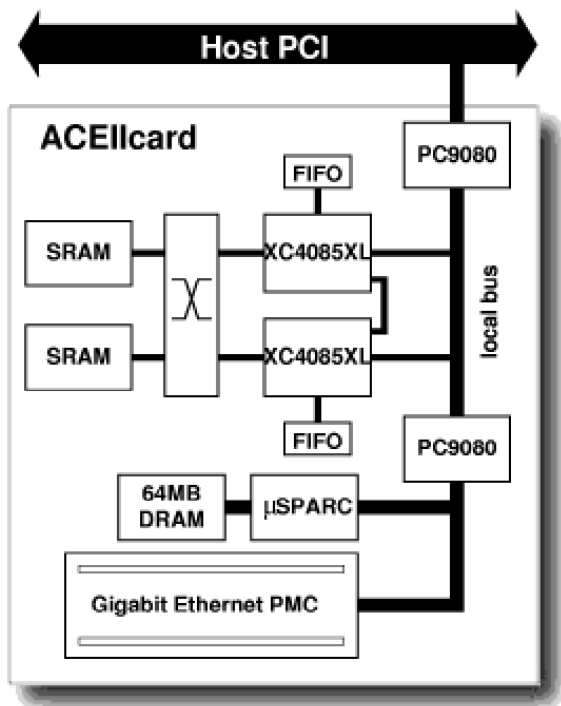 Host PCI
ACEIIcard
PC9080
FIFO
SRAM
XC4085XL
local bus
SRAM
XC4085XL
FIFO
PC9080
64MB
DRAM
µSPARC
Gigabit Ethernet PMC